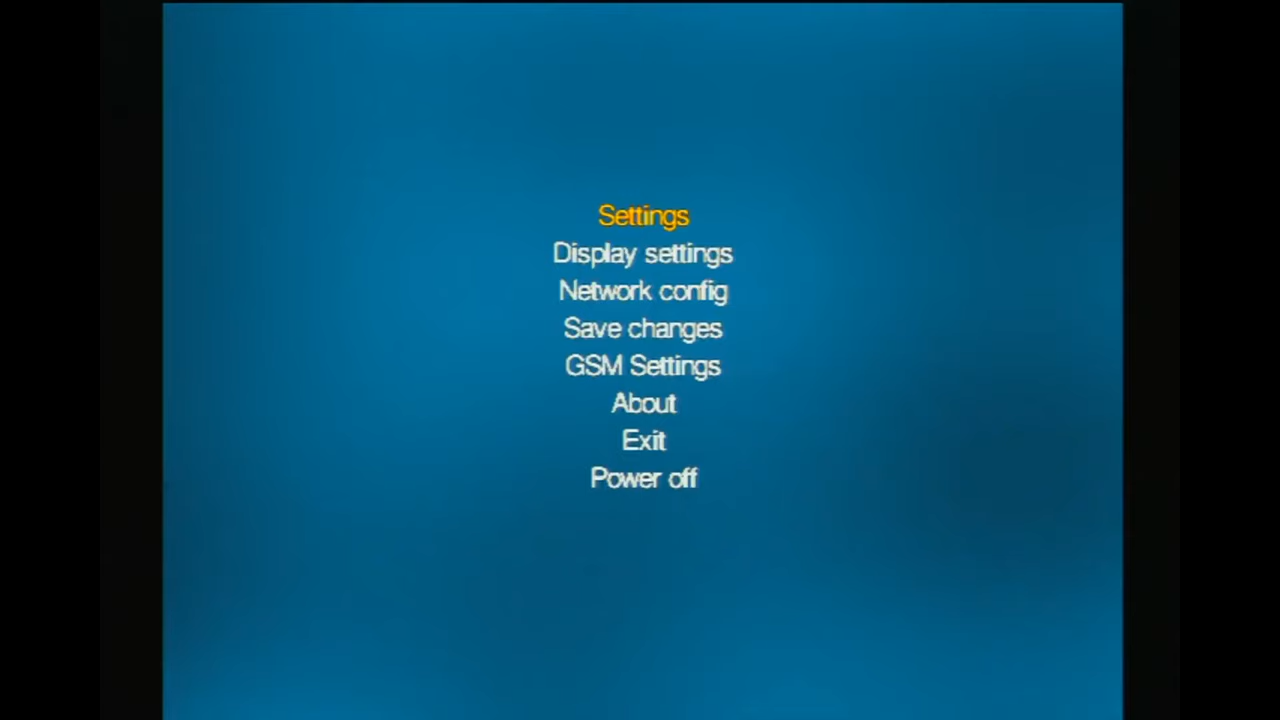 Settings
Display settings
Network config
Save changes
GSM Settings
About
Exit
Power off